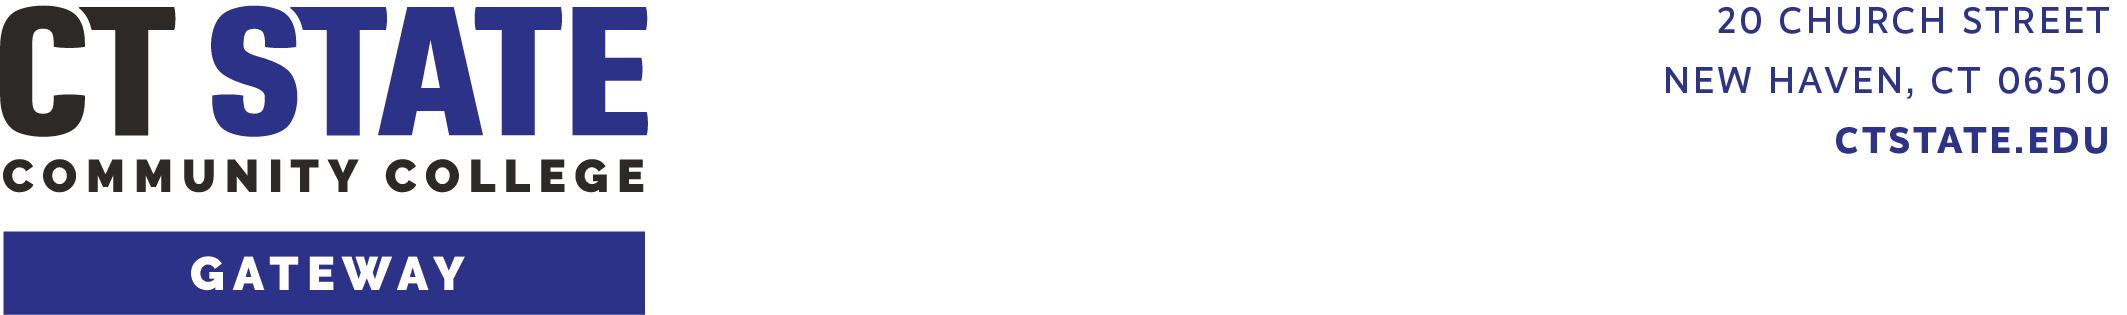 CT STATE
COMMUNITY COLLEGE
GATEWAY
20 CHURCH STREET
NEW HAVEN, CT 06510
CTSTATE.EDU